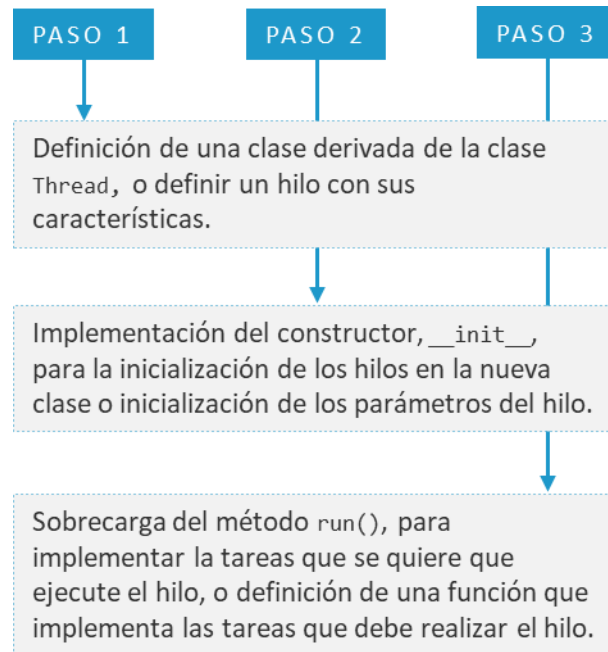 PASO 1
PASO 2
PASO 3
Definición de una clase derivada de la clase
Thread, o definir un hilo con sus
características.
Implementación del constructor, __init__,
para la inicialización de los hilos en la nueva
clase o inicialización de los parámetros del hilo.
Sobrecarga del método run(), para
implementar la tareas que se quiere que
ejecute el hilo, o definición de una función que
implementa las tareas que debe realizar el hilo.